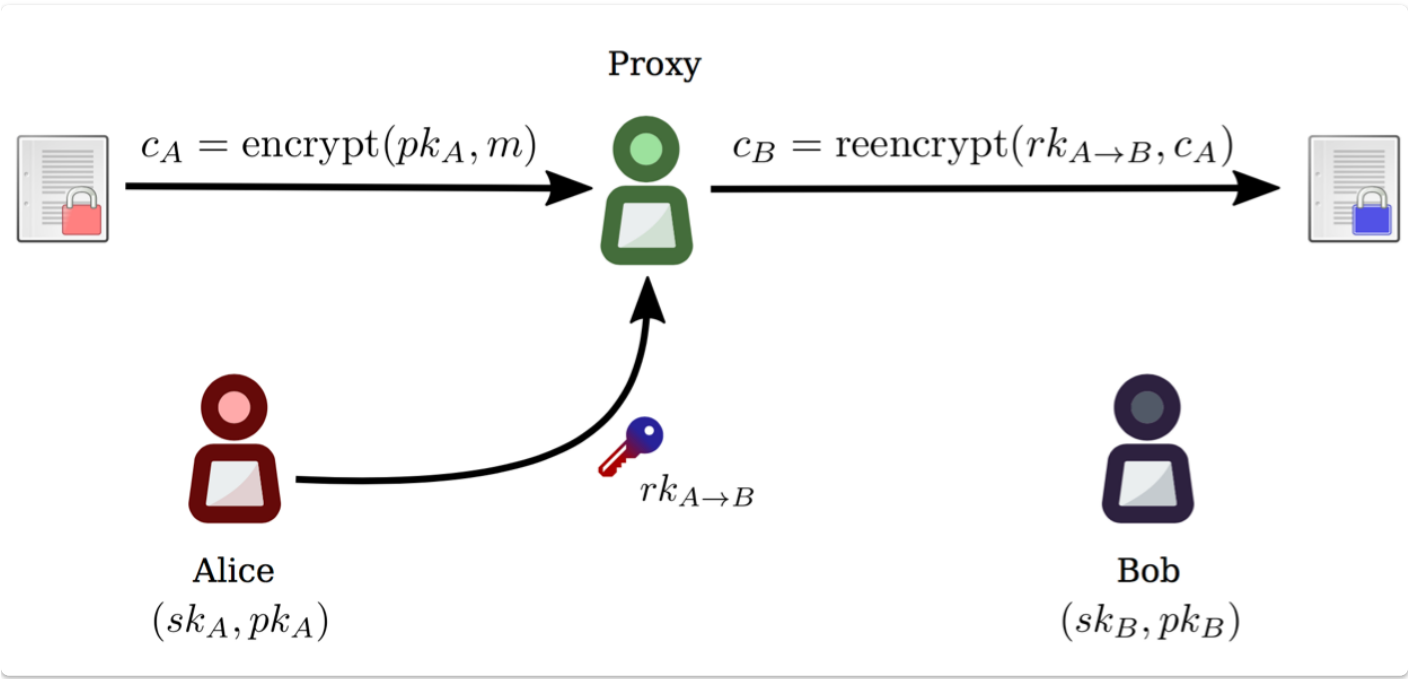 Proxy
c_A = encrypt(pk_A, m)
c_B = reencrypt(rk_{A→B}, c_A)
rk_{A→B}
Alice
(sk_A, pk_A)
Bob
(sk_B, pk_B)